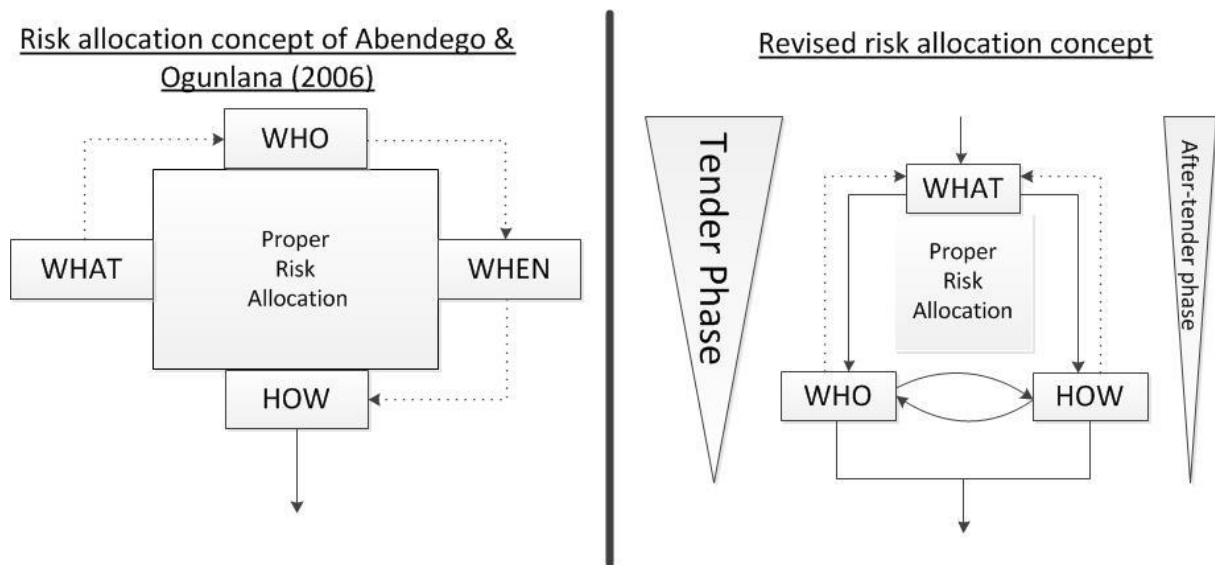 Risk allocation concept of Abendego &
Ogunlana (2006)
WHO
WHAT
Proper
Risk
Allocation
WHEN
HOW
Revised risk allocation concept
Tender Phase
WHAT
Proper
Risk
Allocation
WHO
HOW
After-tender phase